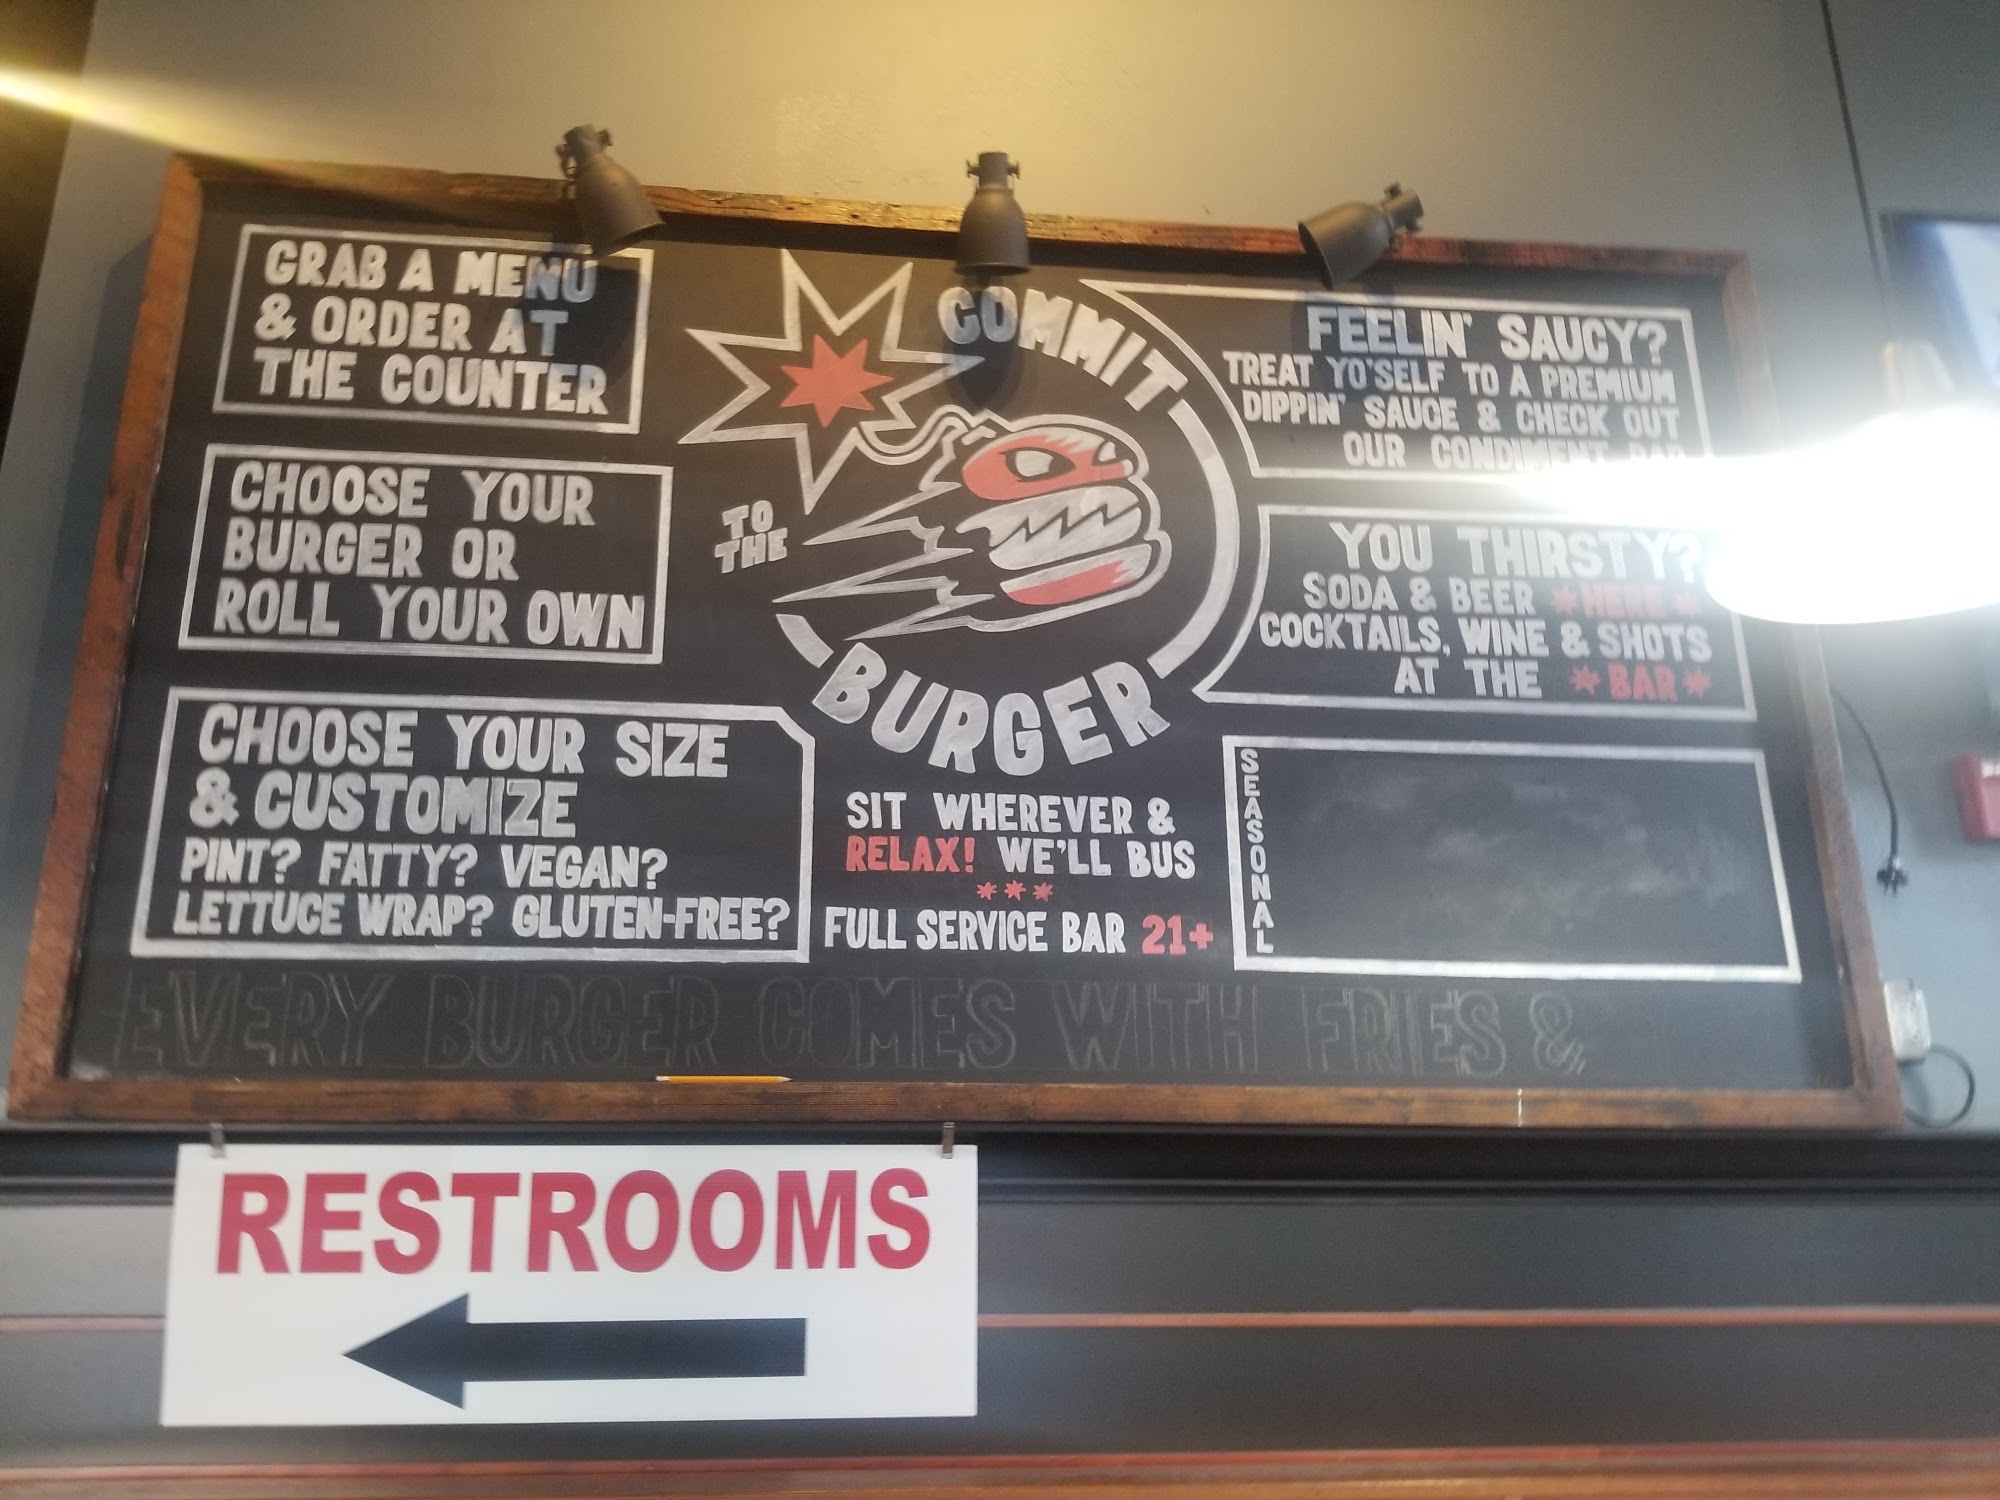 GRAB A MENU
& ORDER AT
THE COUNTER
CHOOSE YOUR
BURGER OR
ROLL YOUR OWN
CHOOSE YOUR SIZE
& CUSTOMIZE
PINT? FATTY? VEGAN?
LETTUCE WRAP? GLUTEN-FREE?
COMMIT
TO
THE
BURGER
SIT WHEREVER &
RELAX! WE'LL BUS
***
FULL SERVICE BAR 21+
FEELIN' SAUCY?
TREAT YO'SELF TO A PREMIUM
DIPPIN' SAUCE & CHECK OUT
OUR CONDIMENT BAR
YOU THIRSTY?
SODA & BEER *HERE*
COCKTAILS, WINE & SHOTS
AT THE *BAR*
SEASONAL
EVERY BURGER COMES WITH FRIES &
RESTROOMS